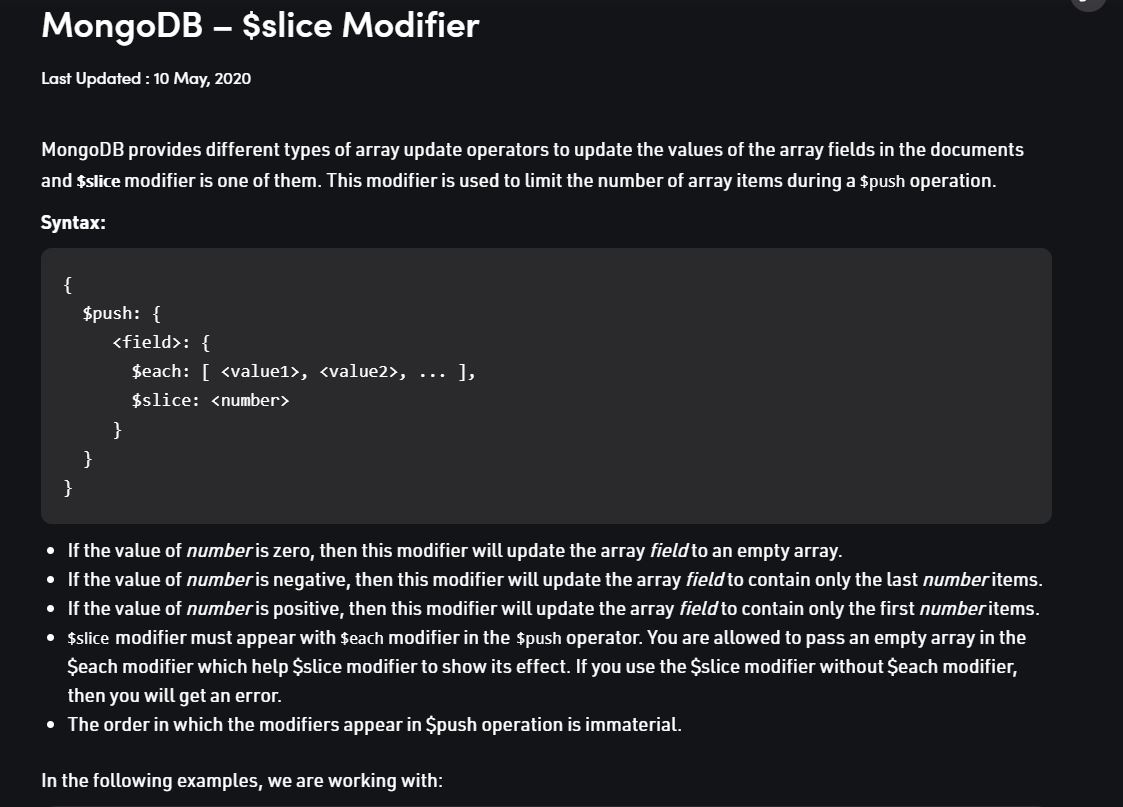 MongoDB – $slice Modifier
Last Updated : 10 May, 2020
MongoDB provides different types of array update operators to update the values of the array fields in the documents
and $slice modifier is one of them. This modifier is used to limit the number of array items during a $push operation.
Syntax:
{
  $push: {
     <field>: {
       $each: [ <value1>, <value2>, ... ],
       $slice: <number>
     }
  }
}
• If the value of number is zero, then this modifier will update the array field to an empty array.
• If the value of number is negative, then this modifier will update the array field to contain only the last number items.
• If the value of number is positive, then this modifier will update the array field to contain only the first number items.
• $slice modifier must appear with $each modifier in the $push operator. You are allowed to pass an empty array in the
$each modifier which help $slice modifier to show its effect. If you use the $slice modifier without $each modifier,
then you will get an error.
• The order in which the modifiers appear in $push operation is immaterial.
In the following examples, we are working with: